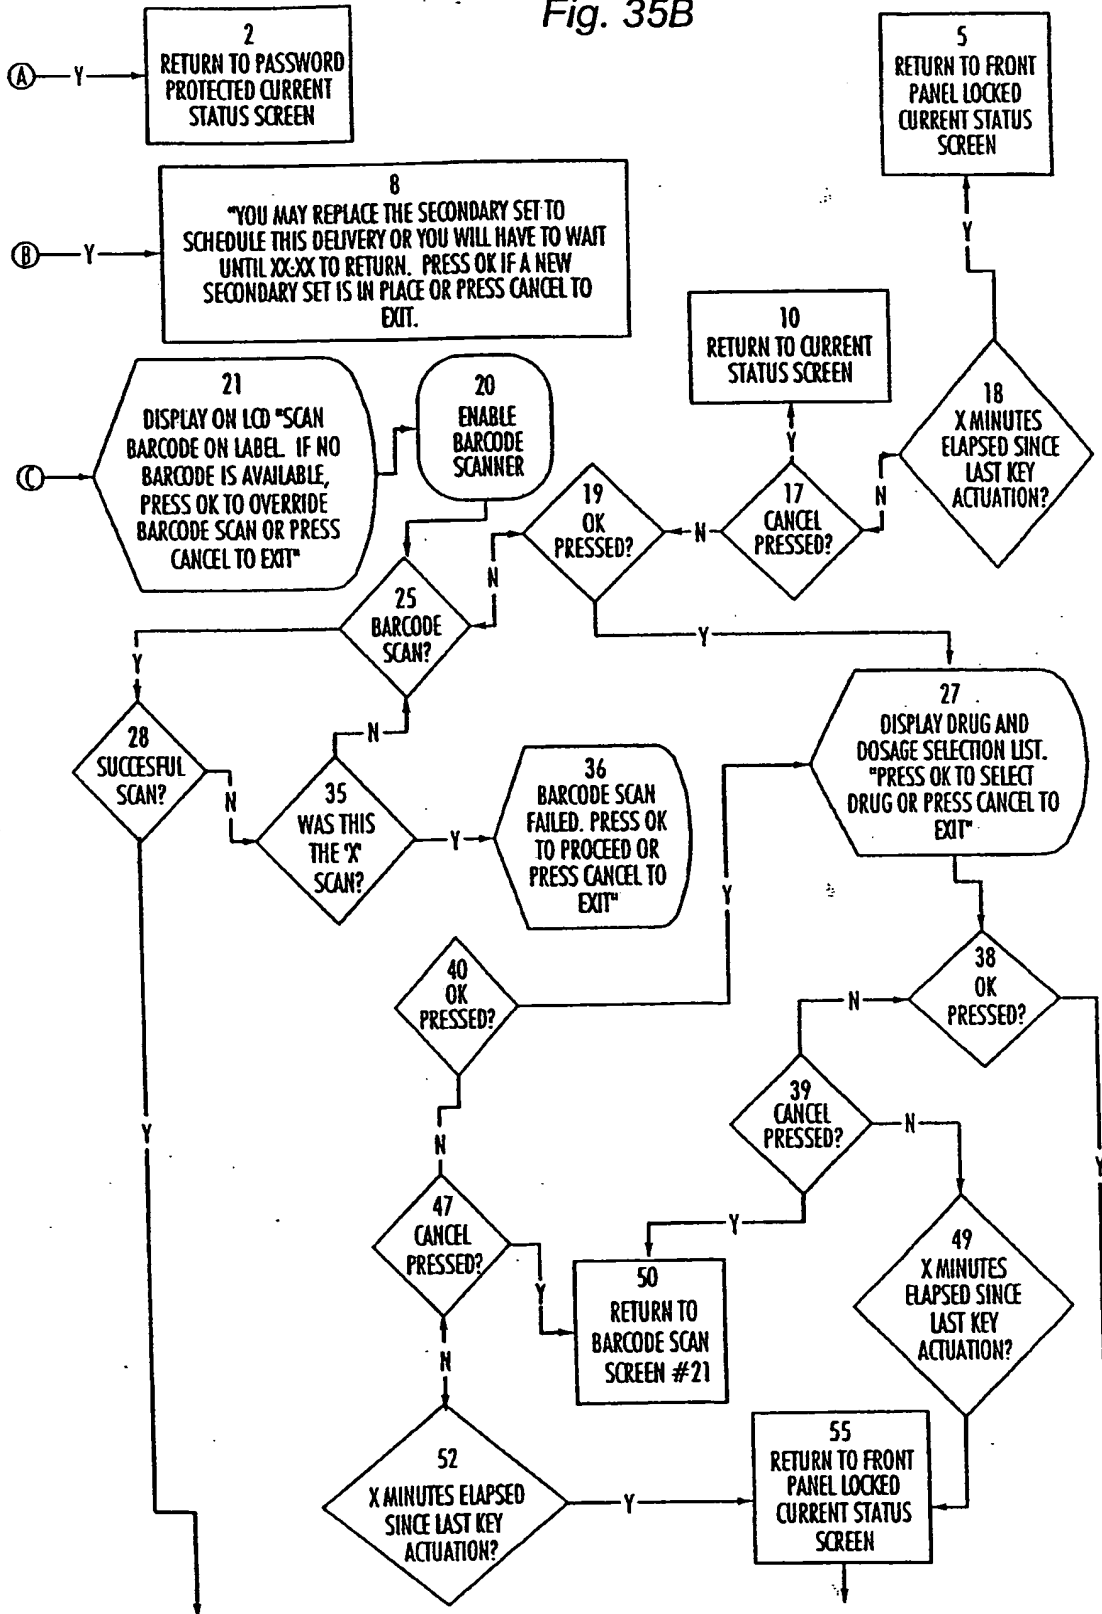 Fig. 35B
A
Y
2
RETURN TO PASSWORD
PROTECTED CURRENT
STATUS SCREEN
5
RETURN TO FRONT
PANEL LOCKED
CURRENT STATUS
SCREEN
Y
B
Y
8
"YOU MAY REPLACE THE SECONDARY SET TO
SCHEDULE THIS DELIVERY OR YOU WILL HAVE TO WAIT
UNTIL XX:XX TO RETURN. PRESS OK IF A NEW
SECONDARY SET IS IN PLACE OR PRESS CANCEL TO
EXIT.
10
RETURN TO CURRENT
STATUS SCREEN
Y
C
21
DISPLAY ON LCD "SCAN
BARCODE ON LABEL. IF NO
BARCODE IS AVAILABLE,
PRESS OK TO OVERRIDE
BARCODE SCAN OR PRESS
CANCEL TO EXIT"
20
ENABLE
BARCODE
SCANNER
18
X MINUTES
ELAPSED SINCE
LAST KEY
ACTUATION?
N
17
CANCEL
PRESSED?
N
19
OK
PRESSED?
N
Y
25
BARCODE
SCAN?
Y
N
28
SUCCESFUL
SCAN?
N
35
WAS THIS
THE 'X'
SCAN?
Y
36
BARCODE SCAN
FAILED. PRESS OK
TO PROCEED OR
PRESS CANCEL TO
EXIT"
27
DISPLAY DRUG AND
DOSAGE SELECTION LIST.
"PRESS OK TO SELECT
DRUG OR PRESS CANCEL TO
EXIT"
Y
40
OK
PRESSED?
N
38
OK
PRESSED?
Y
39
CANCEL
PRESSED?
N
Y
Y
N
47
CANCEL
PRESSED?
Y
N
50
RETURN TO
BARCODE SCAN
SCREEN #21
49
X MINUTES
ELAPSED SINCE
LAST KEY
ACTUATION?
52
X MINUTES ELAPSED
SINCE LAST KEY
ACTUATION?
Y
55
RETURN TO FRONT
PANEL LOCKED
CURRENT STATUS
SCREEN